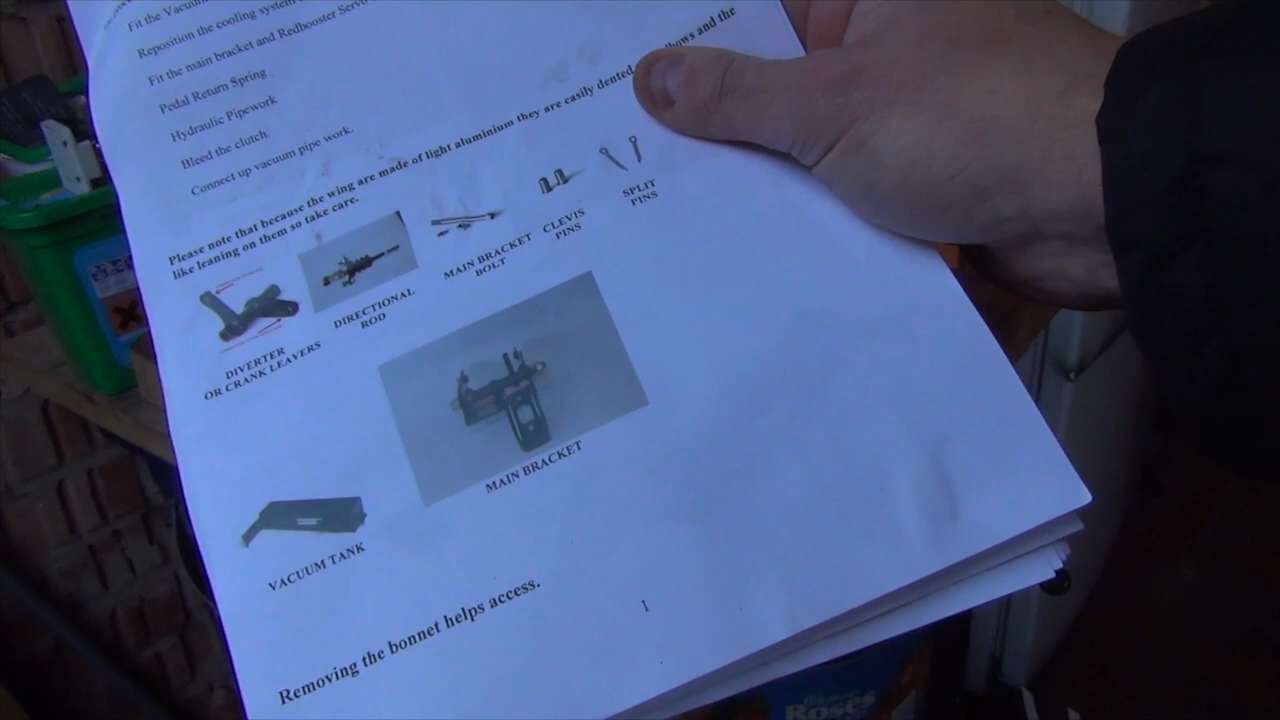 Fit the Vacuum
Reposition the cooling system
Fit the main bracket and Redbooster Servo
Pedal Return Spring
Hydraulic Pipework
Bleed the clutch.
Connect up vacuum pipe work.
Please note that because the wing are made of light aluminium they are easily dented and the
like leaning on them so take care.
DIVERTER
OR CRANK LEAVERS
DIRECTIONAL
ROD
MAIN BRACKET
BOLT
CLEVIS
PINS
SPLIT
PINS
MAIN BRACKET
VACUUM TANK
Removing the bonnet helps access.
1
Roses